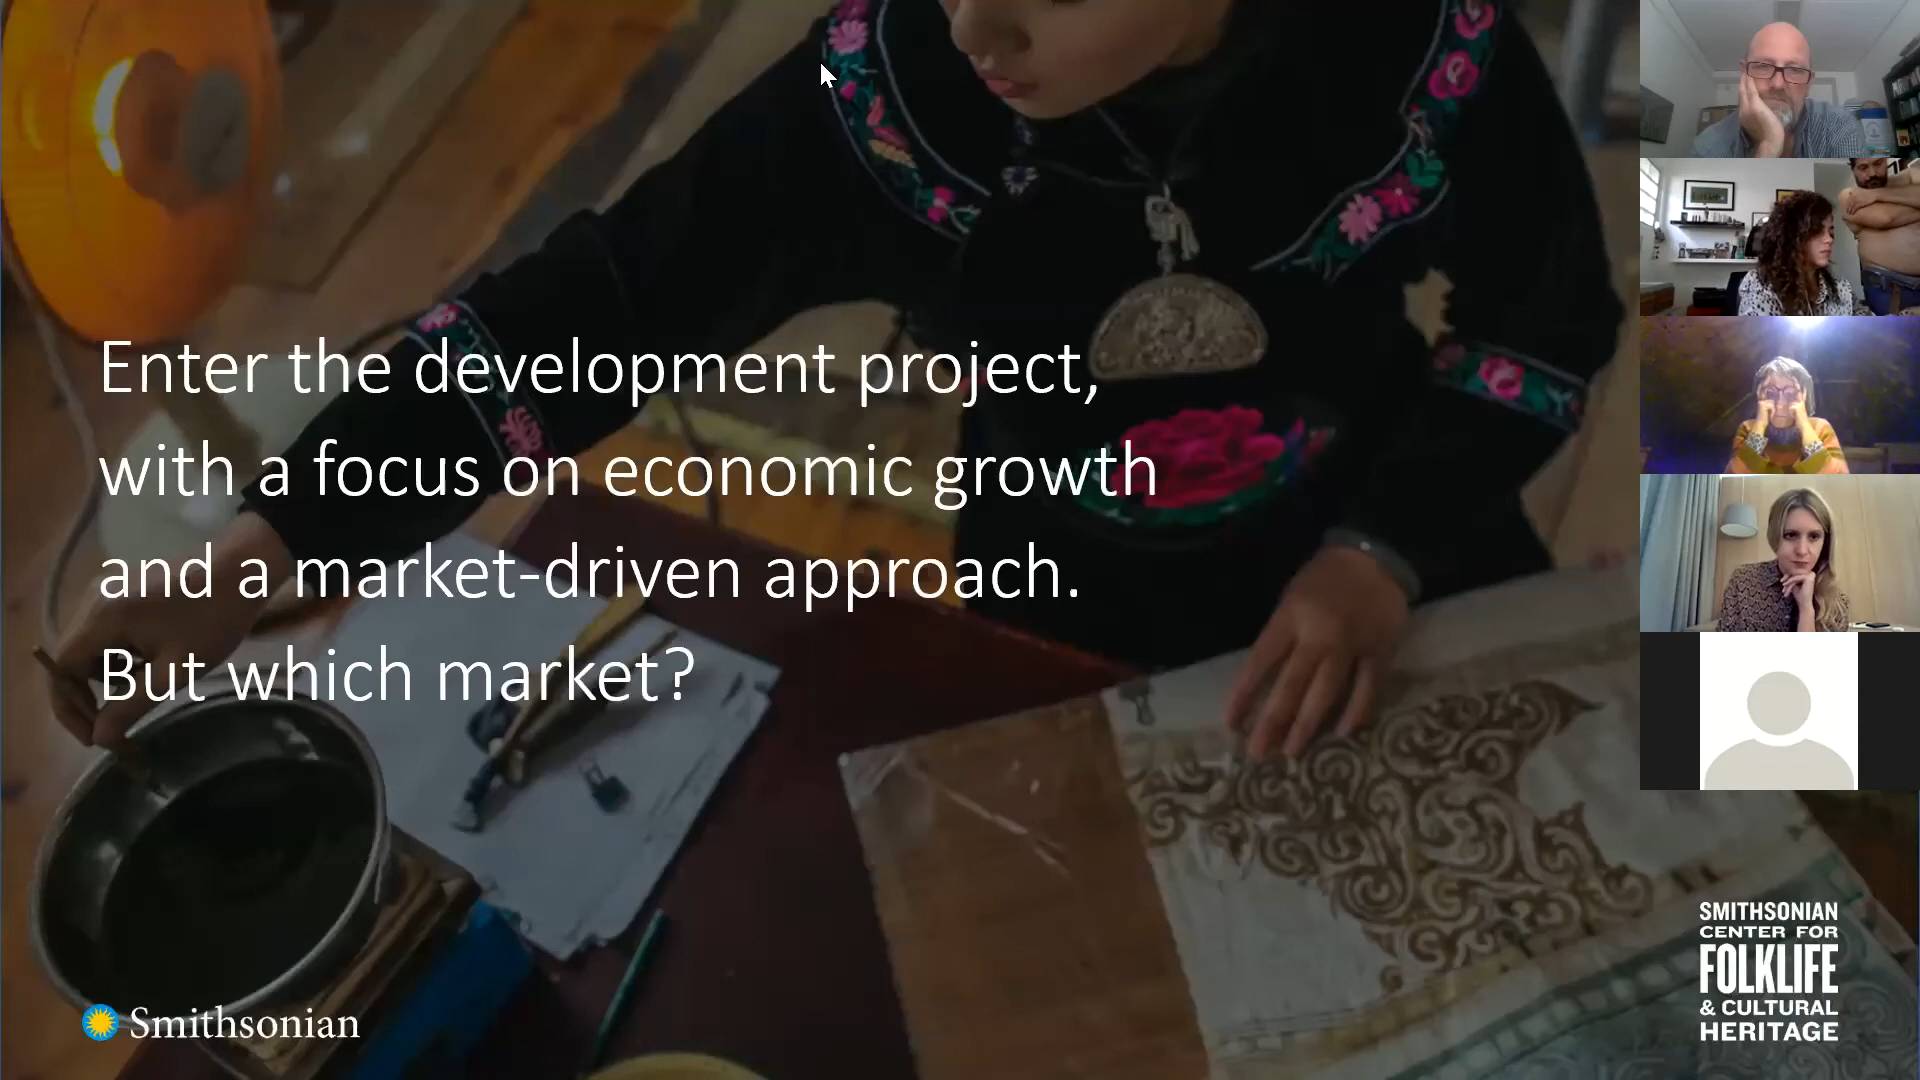 Enter the development project,
with a focus on economic growth
and a market-driven approach.
But which market?
Smithsonian
SMITHSONIAN
CENTER FOR
FOLKLIFE
& CULTURAL
HERITAGE